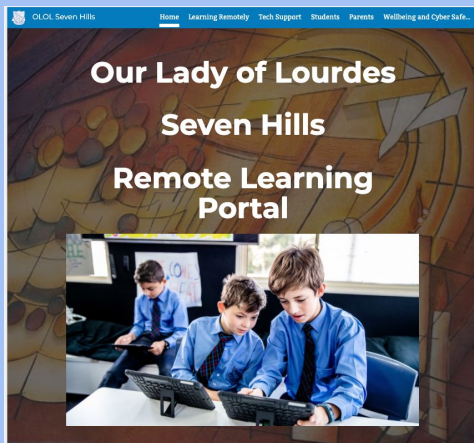 OLOL Seven Hills
Home Learning Remotely Tech Support Students Parents Wellbeing and Cyber Safe...
Our Lady of Lourdes
Seven Hills
Remote Learning
Portal